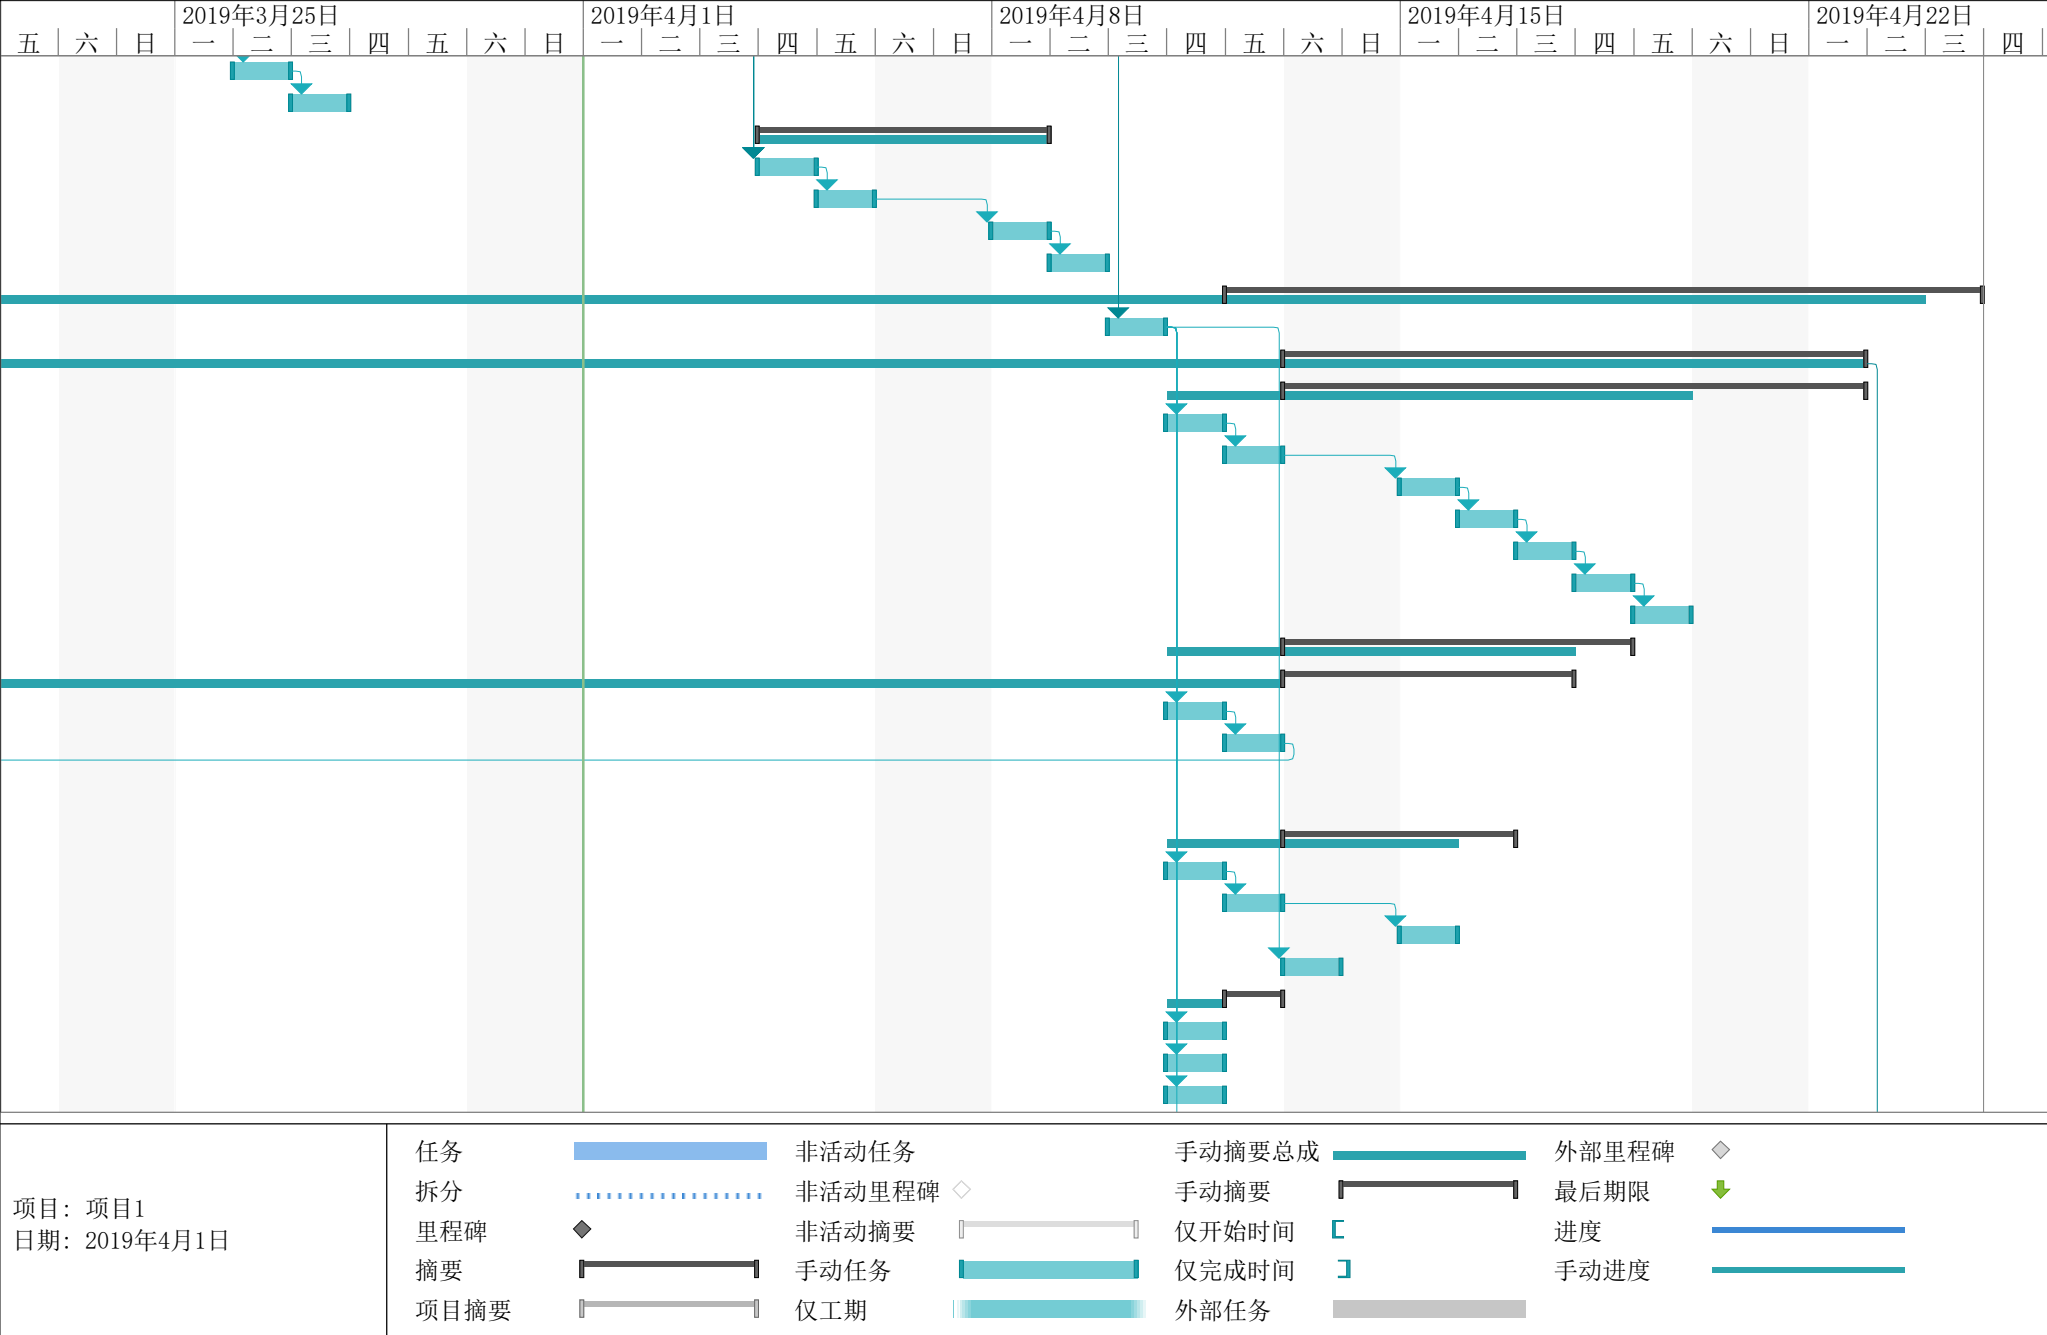 2019年3月25日 2019年4月1日 2019年4月8日 2019年4月15日 2019年4月22日
五 六 日 一 二 三 四 五 六 日 一 二 三 四 五 六 日 一 二 三 四 五 六 日 一 二 三 四 五 六 日 一 二 三 四
项目: 项目1
日期: 2019年4月1日
任务 非活动任务 手动摘要总成 外部里程碑
拆分 非活动里程碑 手动摘要 最后期限
里程碑 非活动摘要 仅开始时间 进度
摘要 手动任务 仅完成时间 手动进度
项目摘要 仅工期 外部任务